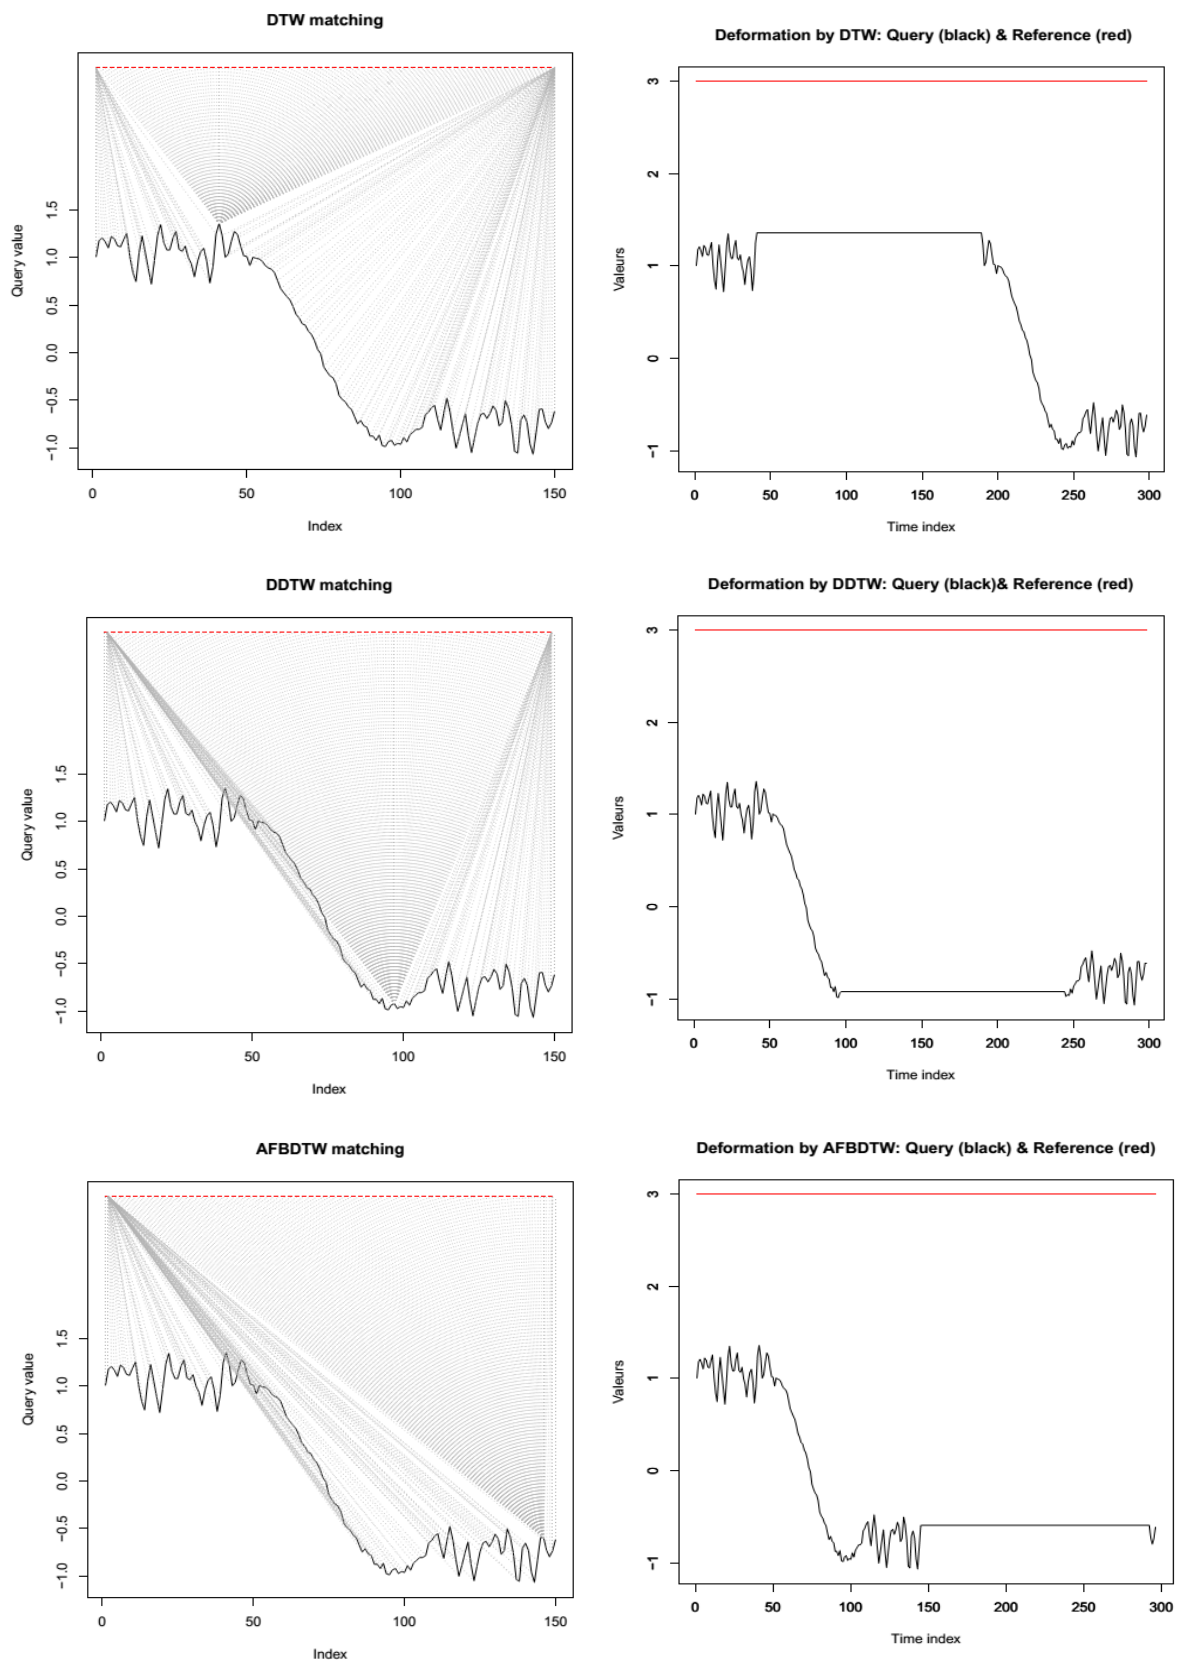 DTW matching
Deformation by DTW: Query (black) & Reference (red)
Query value
−1.0 −0.5 0.0 0.5 1.0 1.5
0 50 100 150
Index
Valeurs
−1 0 1 2 3
0 50 100 150 200 250 300
Time index
DDTW matching
Deformation by DDTW: Query (black)& Reference (red)
Query value
−1.0 −0.5 0.0 0.5 1.0 1.5
0 50 100 150
Index
Valeurs
−1 0 1 2 3
0 50 100 150 200 250 300
Time index
AFBDTW matching
Deformation by AFBDTW: Query (black) & Reference (red)
Query value
−1.0 −0.5 0.0 0.5 1.0 1.5
0 50 100 150
Index
Valeurs
−1 0 1 2 3
0 50 100 150 200 250 300
Time index